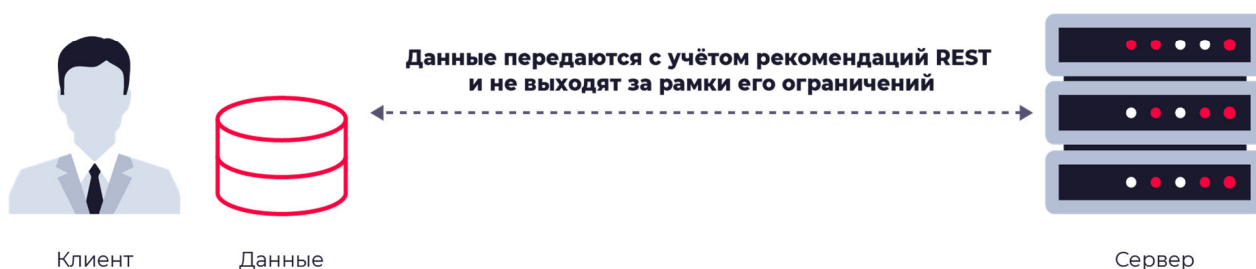 Данные передаются с учётом рекомендаций REST
и не выходят за рамки его ограничений
Клиент
Данные
Сервер